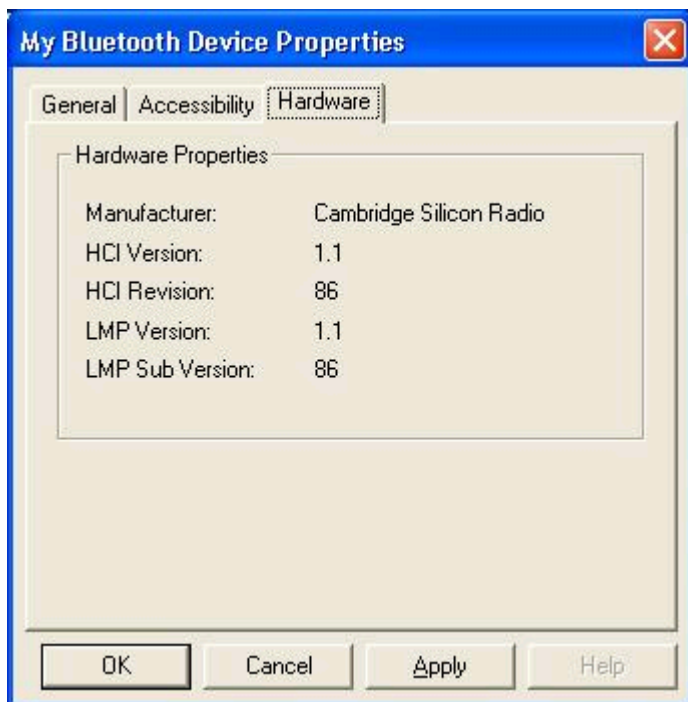 My Bluetooth Device Properties
General Accessibility Hardware
Hardware Properties
Manufacturer: Cambridge Silicon Radio
HCI Version: 1.1
HCI Revision: 86
LMP Version: 1.1
LMP Sub Version: 86
OK Cancel Apply Help